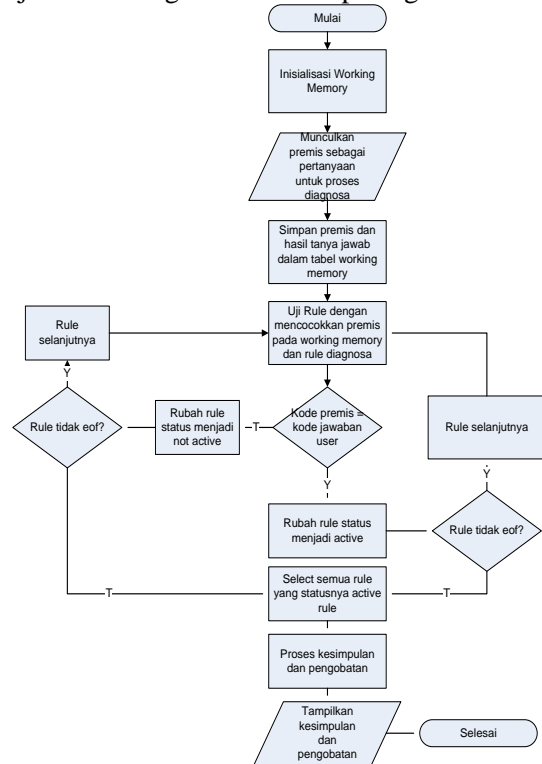 Mulai
Inisialisasi Working
Memory
Munculkan
premis sebagai
pertanyaan
untuk proses
diagnosa
Simpan premis dan
hasil tanya jawab
dalam tabel working
memory
Rule
selanjutnya
Uji Rule dengan
mencocokkan premis
pada working memory
dan rule diagnosa
Y
Rule tidak eof?
Rubah rule
status menjadi
not active
T
Kode premis =
kode jawaban
user
Rule selanjutnya
Y
Y
Rubah rule status
menjadi active
Rule tidak eof?
T
Select semua rule
yang statusnya active
rule
T
Proses kesimpulan
dan pengobatan
Tampilkan
kesimpulan
dan
pengobatan
Selesai